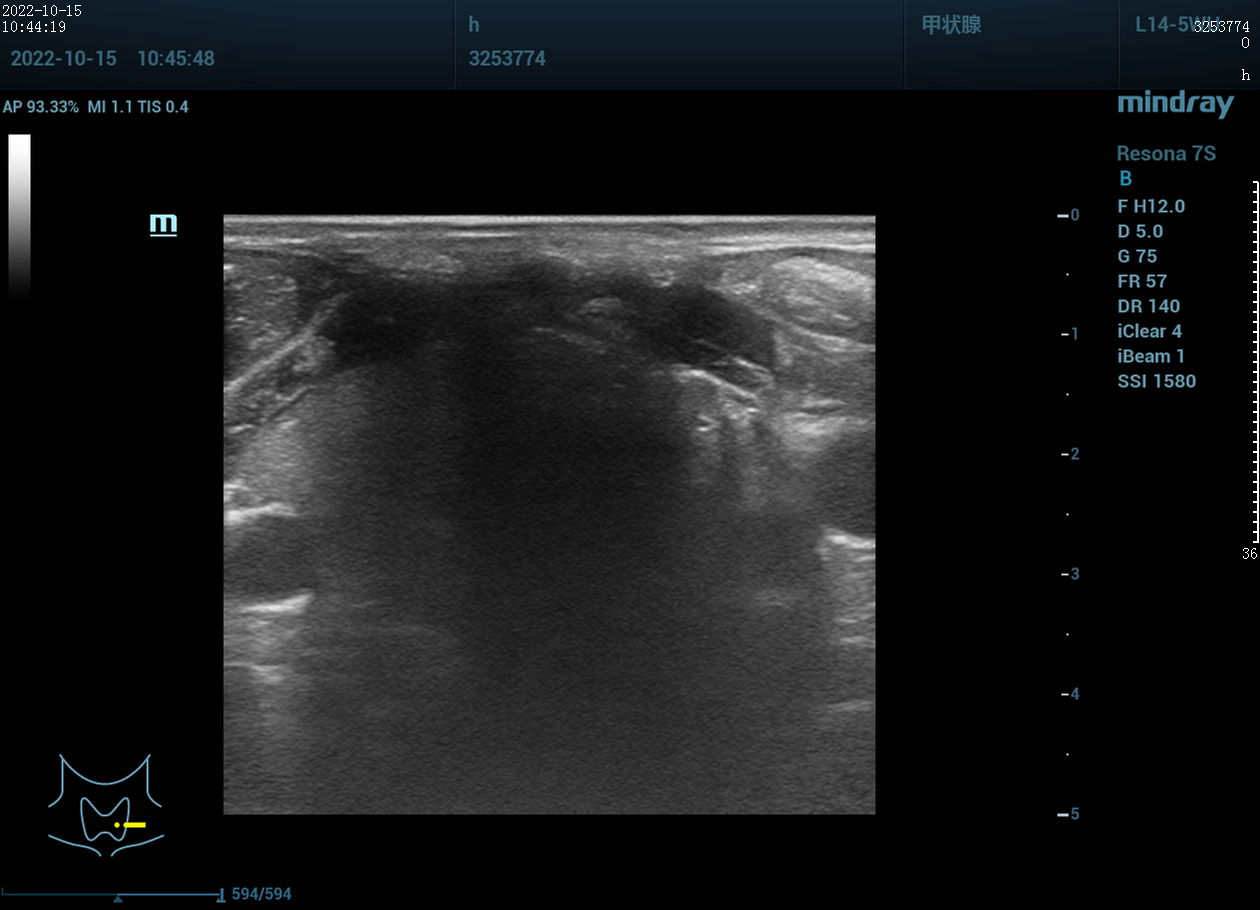 2022-10-15
10:44:19
2022-10-15 10:45:48
h
3253774
甲状腺
3253774
0
h
AP 93.33% MI 1.1 TIS 0.4
mindray
Resona 7S
B
F H12.0
D 5.0
G 75
FR 57
DR 140
iClear 4
iBeam 1
SSI 1580
m
0
1
2
3
4
5
36
594/594